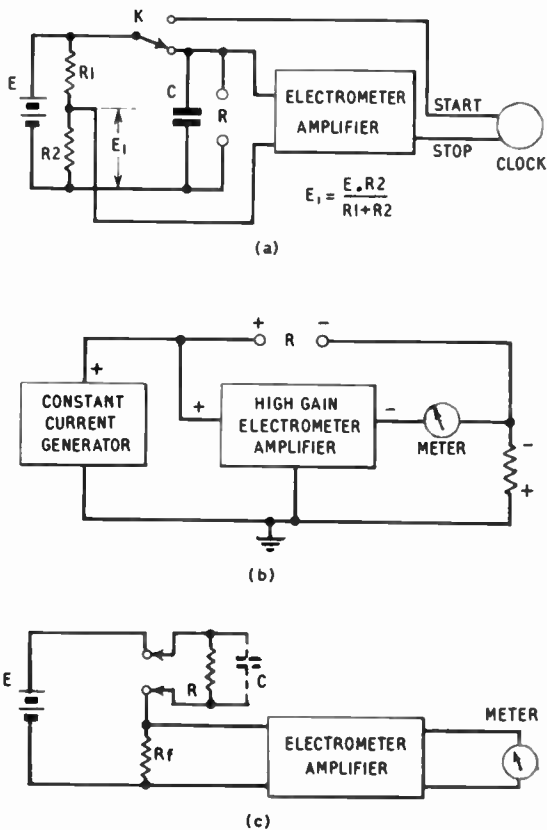 K
E
R1
C
R
R2
E1
ELECTROMETER
AMPLIFIER
START
STOP
CLOCK
E1 = E.R2 / R1+R2
(a)
+ R −
+
CONSTANT
CURRENT
GENERATOR
+
HIGH GAIN
ELECTROMETER
AMPLIFIER
−
METER
−
+
(b)
E
R
C
Rf
ELECTROMETER
AMPLIFIER
METER
(c)